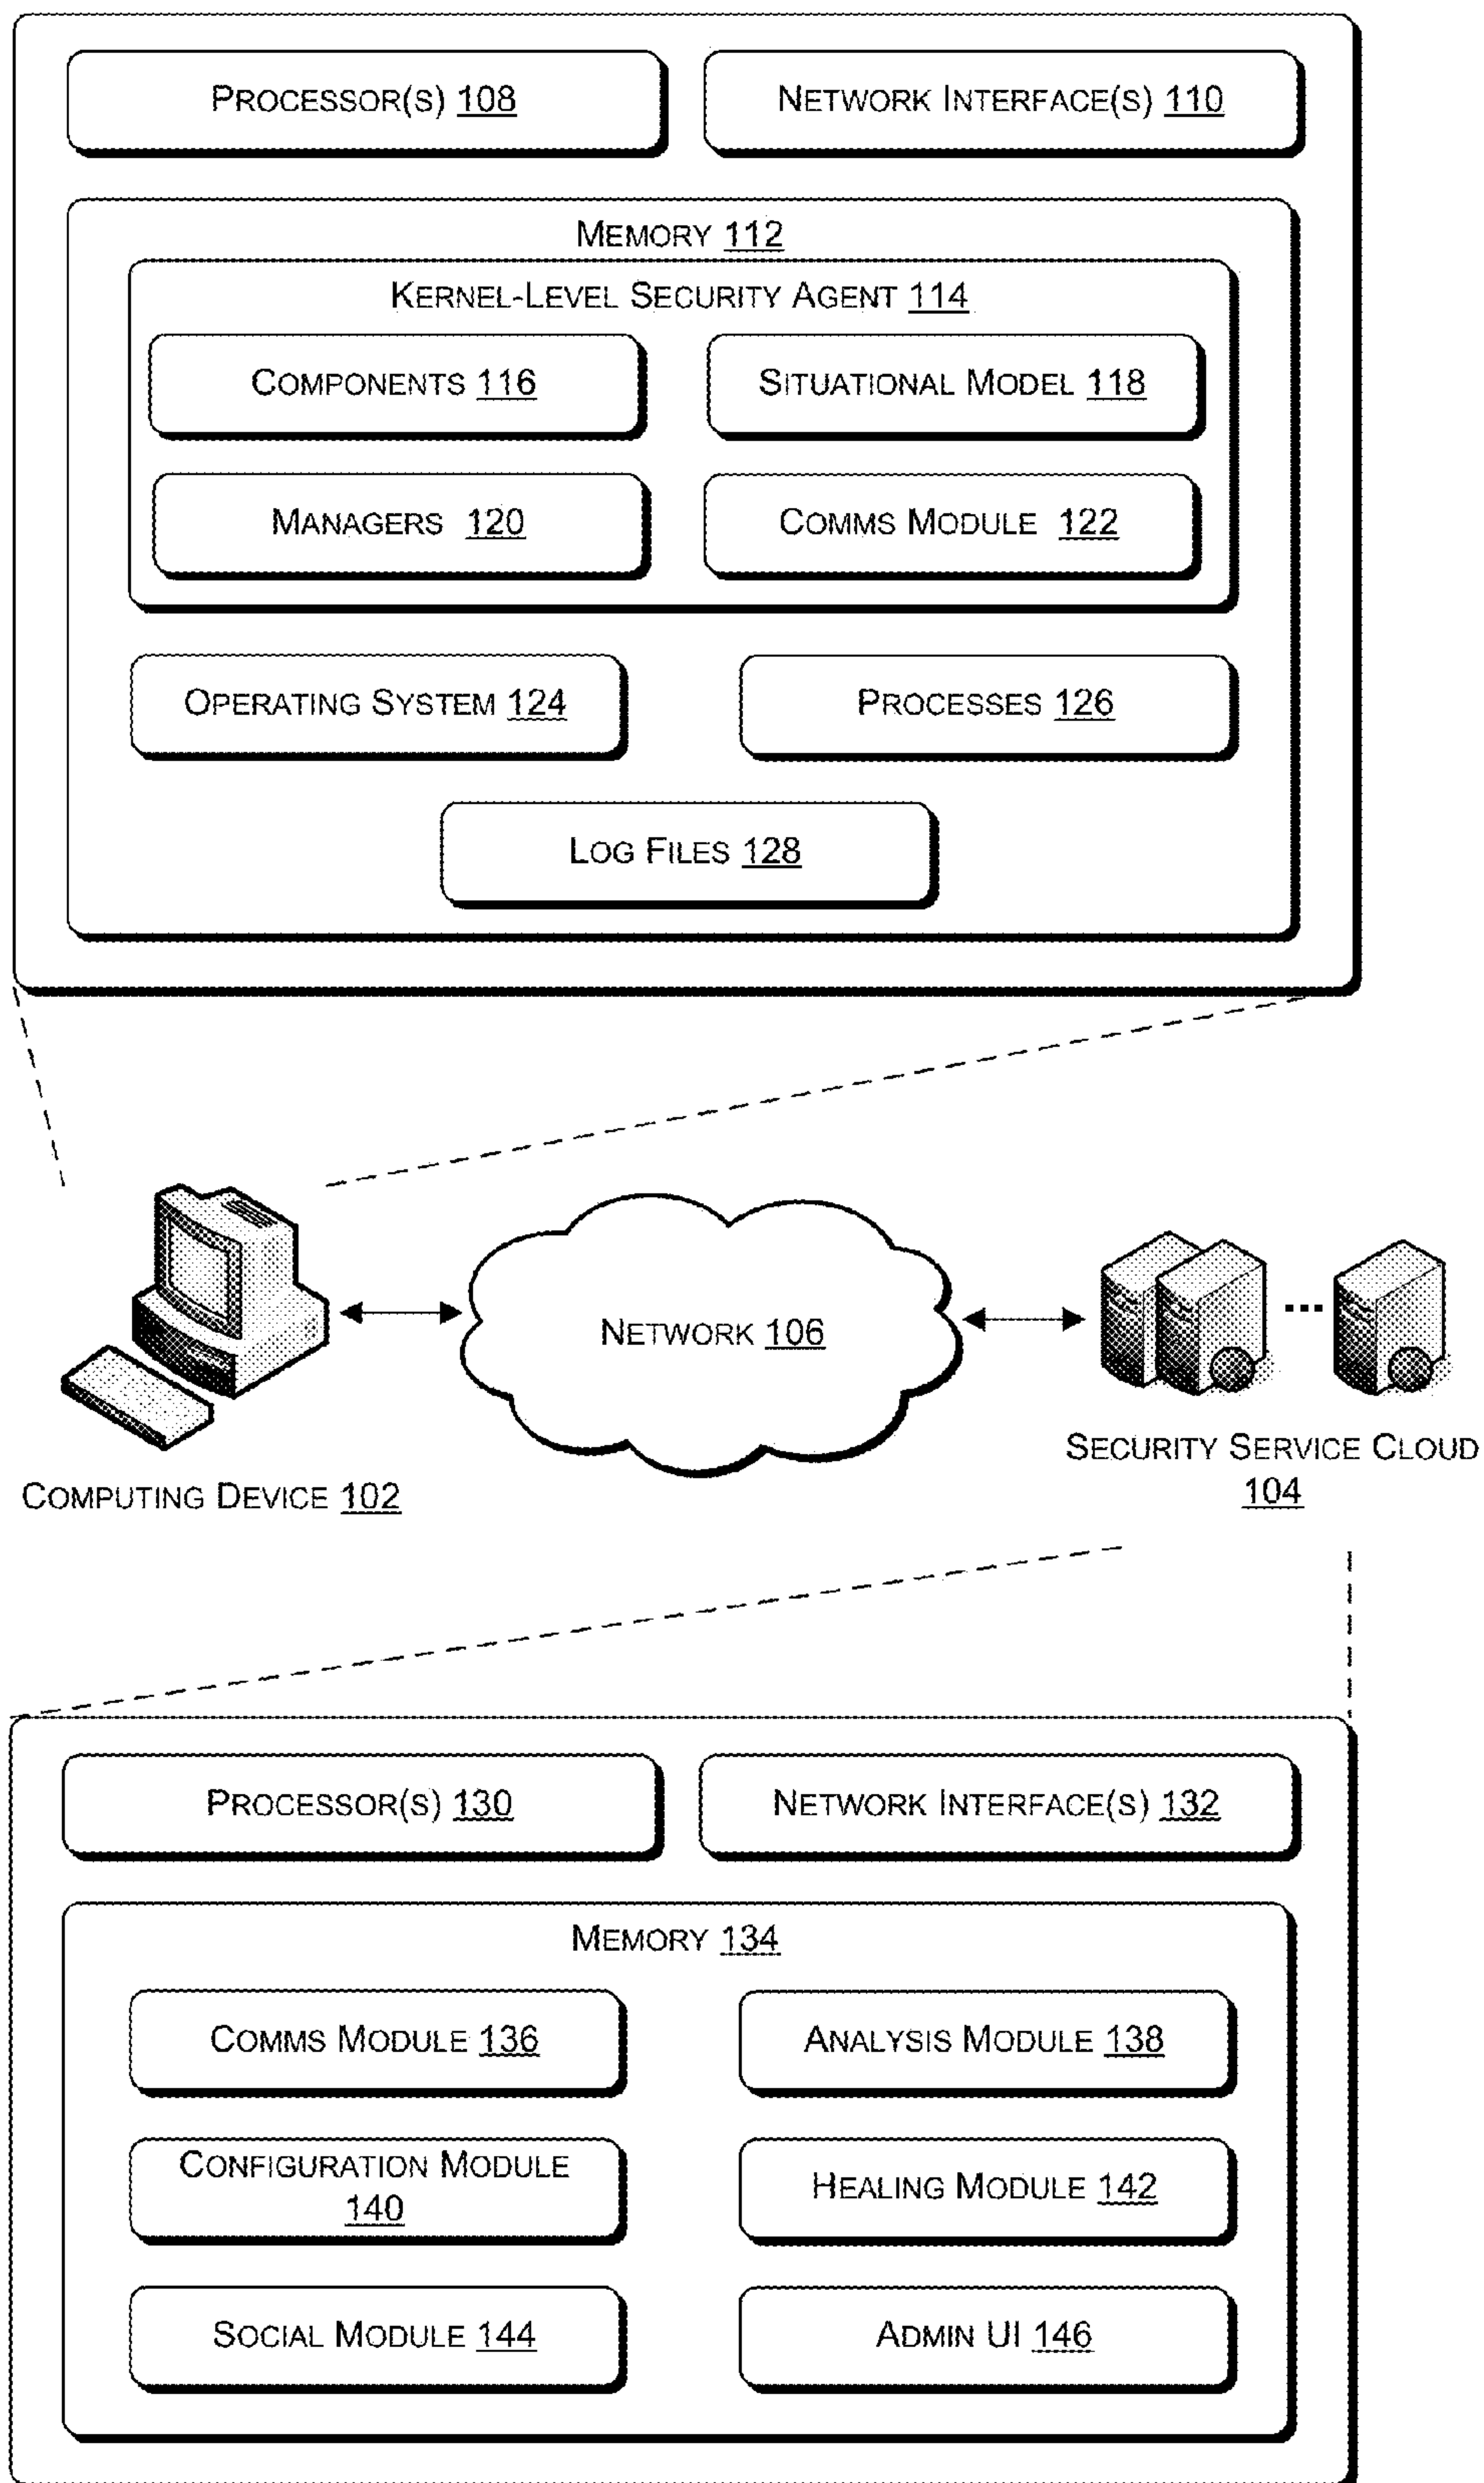 PROCESSOR(S) 108
NETWORK INTERFACE(S) 110
MEMORY 112
KERNEL-LEVEL SECURITY AGENT 114
COMPONENTS 116
SITUATIONAL MODEL 118
MANAGERS 120
COMMS MODULE 122
OPERATING SYSTEM 124
PROCESSES 126
LOG FILES 128
NETWORK 106
COMPUTING DEVICE 102
SECURITY SERVICE CLOUD
104
PROCESSOR(S) 130
NETWORK INTERFACE(S) 132
MEMORY 134
COMMS MODULE 136
ANALYSIS MODULE 138
CONFIGURATION MODULE
140
HEALING MODULE 142
SOCIAL MODULE 144
ADMIN UI 146